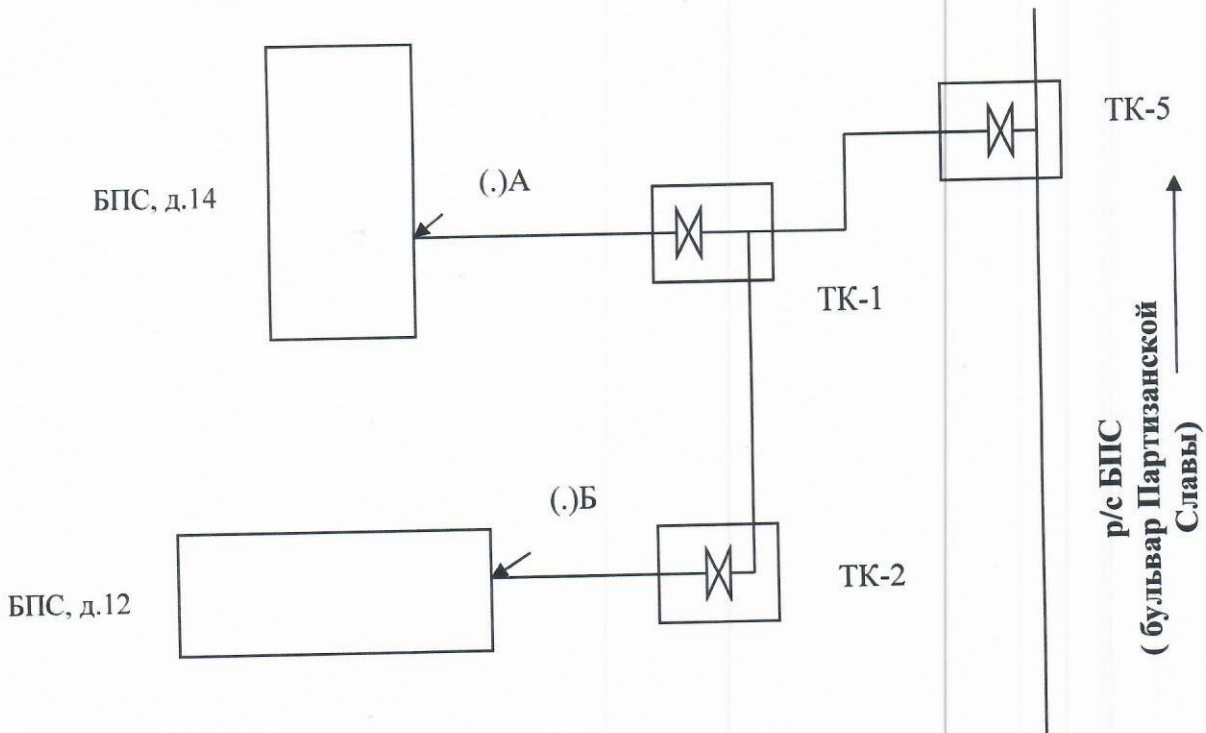 ТК-5
(.)А
БПС, д.14
ТК-1
р/с БПС
(бульвар Партизанской
Славы)
(.)Б
ТК-2
БПС, д.12